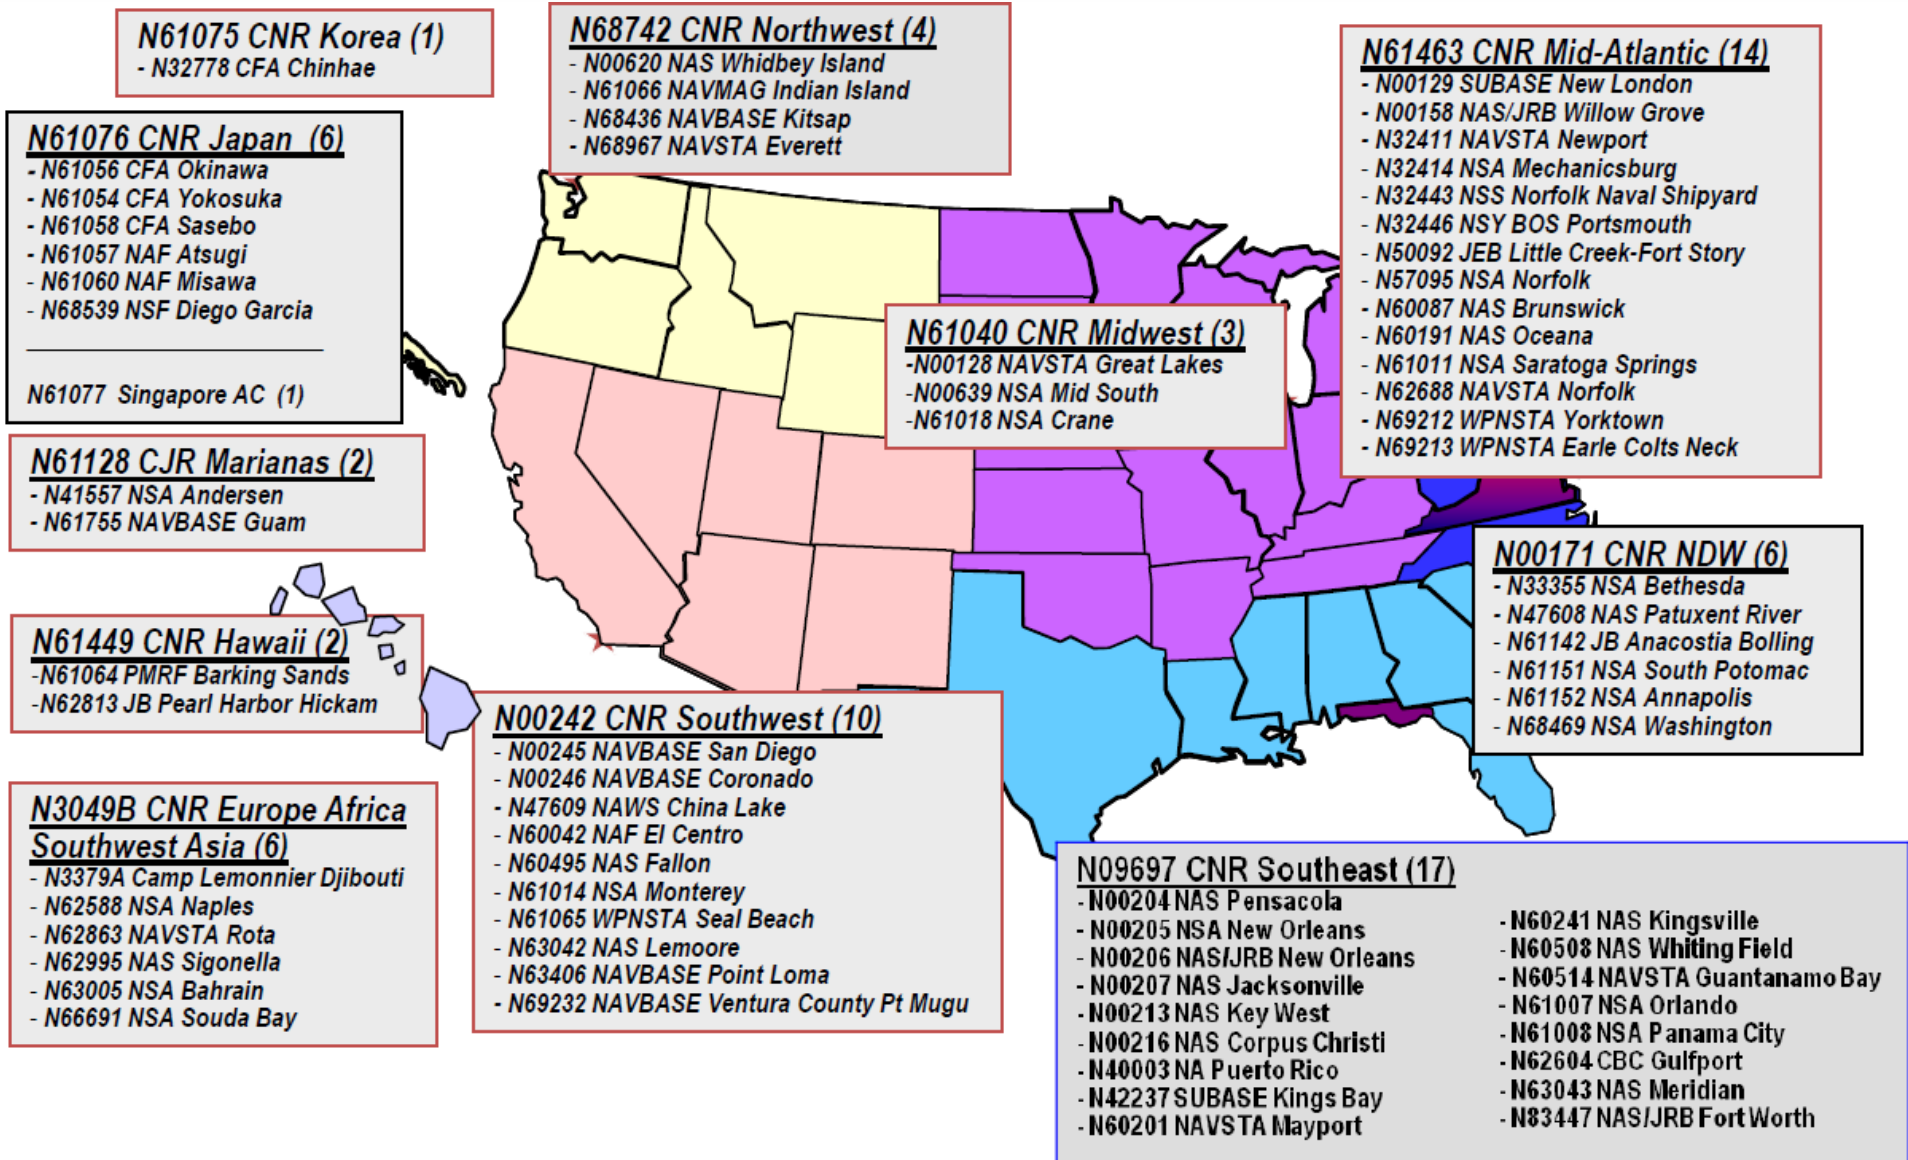 N61075 CNR Korea (1)
- N32778 CFA Chinhae
N68742 CNR Northwest (4)
- N00620 NAS Whidbey Island
- N61066 NAVMAG Indian Island
- N68436 NAVBASE Kitsap
- N68967 NAVSTA Everett
N61463 CNR Mid-Atlantic (14)
- N00129 SUBASE New London
- N00158 NAS/JRB Willow Grove
- N32411 NAVSTA Newport
- N32414 NSA Mechanicsburg
- N32443 NSS Norfolk Naval Shipyard
- N32446 NSY BOS Portsmouth
- N50092 JEB Little Creek-Fort Story
- N57095 NSA Norfolk
- N60087 NAS Brunswick
- N60191 NAS Oceana
- N61011 NSA Saratoga Springs
- N62688 NAVSTA Norfolk
- N69212 WPNSTA Yorktown
- N69213 WPNSTA Earle Colts Neck
N61076 CNR Japan (6)
- N61056 CFA Okinawa
- N61054 CFA Yokosuka
- N61058 CFA Sasebo
- N61057 NAF Atsugi
- N61060 NAF Misawa
- N68539 NSF Diego Garcia
N61077 Singapore AC (1)
N61040 CNR Midwest (3)
-N00128 NAVSTA Great Lakes
-N00639 NSA Mid South
-N61018 NSA Crane
N61128 CJR Marianas (2)
- N41557 NSA Andersen
- N61755 NAVBASE Guam
N00171 CNR NDW (6)
- N33355 NSA Bethesda
- N47608 NAS Patuxent River
- N61142 JB Anacostia Bolling
- N61151 NSA South Potomac
- N61152 NSA Annapolis
- N68469 NSA Washington
N61449 CNR Hawaii (2)
-N61064 PMRF Barking Sands
-N62813 JB Pearl Harbor Hickam
N00242 CNR Southwest (10)
- N00245 NAVBASE San Diego
- N00246 NAVBASE Coronado
- N47609 NAWS China Lake
- N60042 NAF El Centro
- N60495 NAS Fallon
- N61014 NSA Monterey
- N61065 WPNSTA Seal Beach
- N63042 NAS Lemoore
- N63406 NAVBASE Point Loma
- N69232 NAVBASE Ventura County Pt Mugu
N3049B CNR Europe Africa
Southwest Asia (6)
- N3379A Camp Lemonnier Djibouti
- N62588 NSA Naples
- N62863 NAVSTA Rota
- N62995 NAS Sigonella
- N63005 NSA Bahrain
- N66691 NSA Souda Bay
N09697 CNR Southeast (17)
- N00204 NAS Pensacola
- N00205 NSA New Orleans
- N00206 NAS/JRB New Orleans
- N00207 NAS Jacksonville
- N00213 NAS Key West
- N00216 NAS Corpus Christi
- N40003 NA Puerto Rico
- N42237 SUBASE Kings Bay
- N60201 NAVSTA Mayport
- N60241 NAS Kingsville
- N60508 NAS Whiting Field
- N60514 NAVSTA Guantanamo Bay
- N61007 NSA Orlando
- N61008 NSA Panama City
- N62604 CBC Gulfport
- N63043 NAS Meridian
- N83447 NAS/JRB Fort Worth